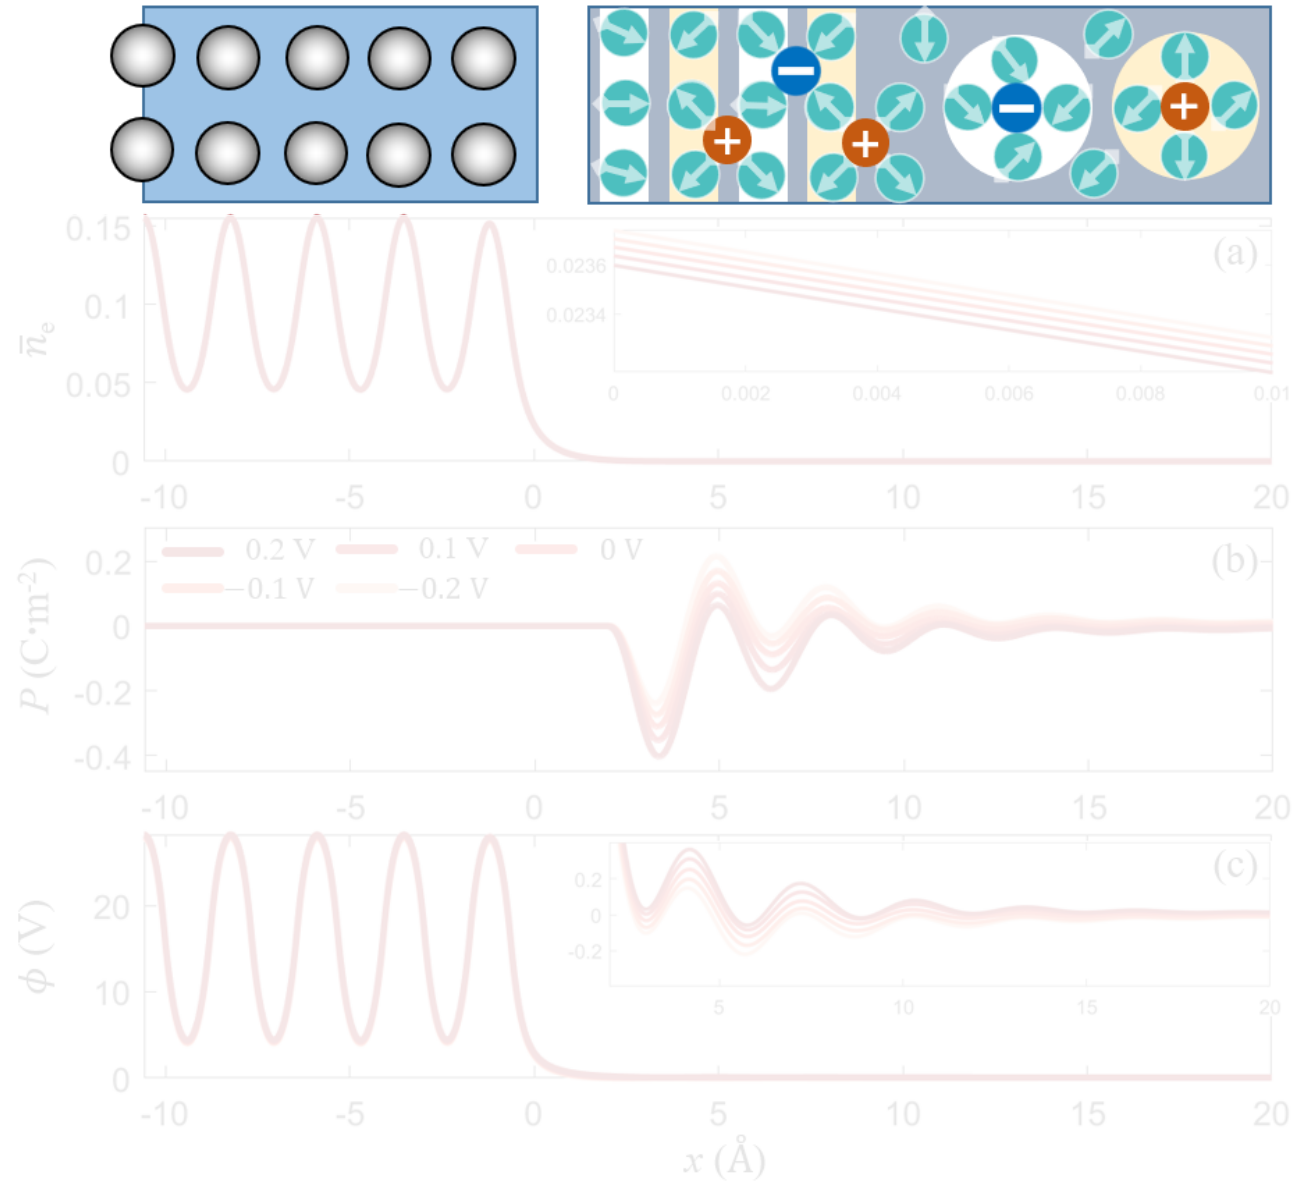 − + + − +
0.15
(a)
0.0236
0.1
n̅e
0.0234
0.05
0 0.002 0.004 0.006 0.008 0.01
0
-10 -5 0 5 10 15 20
0.2 V 0.1 V 0 V
(b)
0.2
−0.1 V −0.2 V
0
P (C·m-2)
-0.2
-0.4
-10 -5 0 5 10 15 20
(c)
0.2
20
0
ϕ (V)
-0.2
10
5 10 15 20
0
-10 -5 0 5 10 15 20
x (Å)